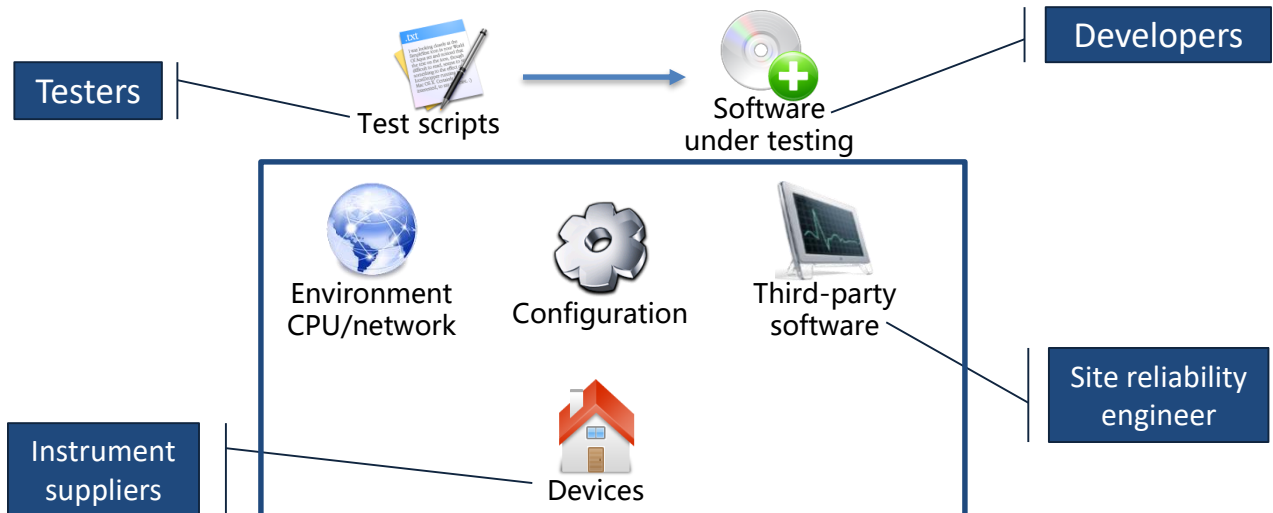 Developers
Testers
.TXT
Test scripts
Software
under testing
Environment
CPU/network
Configuration
Third-party
software
Site reliability
engineer
Instrument
suppliers
Devices